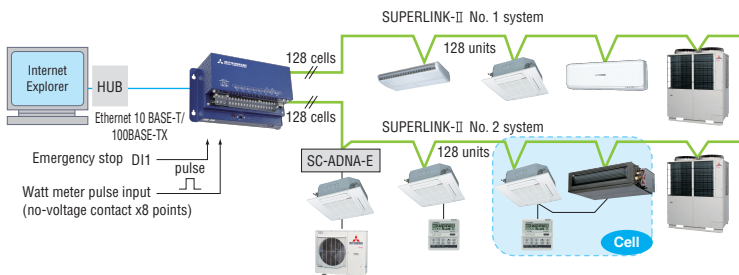 SUPERLINK-Ⅱ No. 1 system
128 cells
128 units
Internet
Explorer
HUB
MITSUBISHI
Ethernet 10 BASE-T/
100BASE-TX
128 cells
SUPERLINK-Ⅱ No. 2 system
128 units
Emergency stop DI1
pulse
SC-ADNA-E
Watt meter pulse input
(no-voltage contact x8 points)
Cell